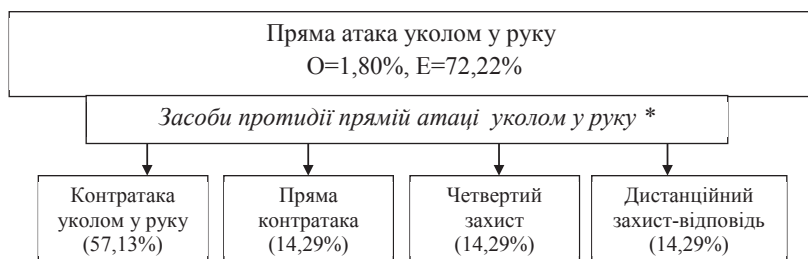 Пряма атака уколом у руку
О=1,80%, Е=72,22%
Засоби протидії прямій атаці уколом у руку *
Контратака
уколом у руку
(57,13%)
Пряма
контратака
(14,29%)
Четвертий
захист
(14,29%)
Дистанційний
захист-відповідь
(14,29%)